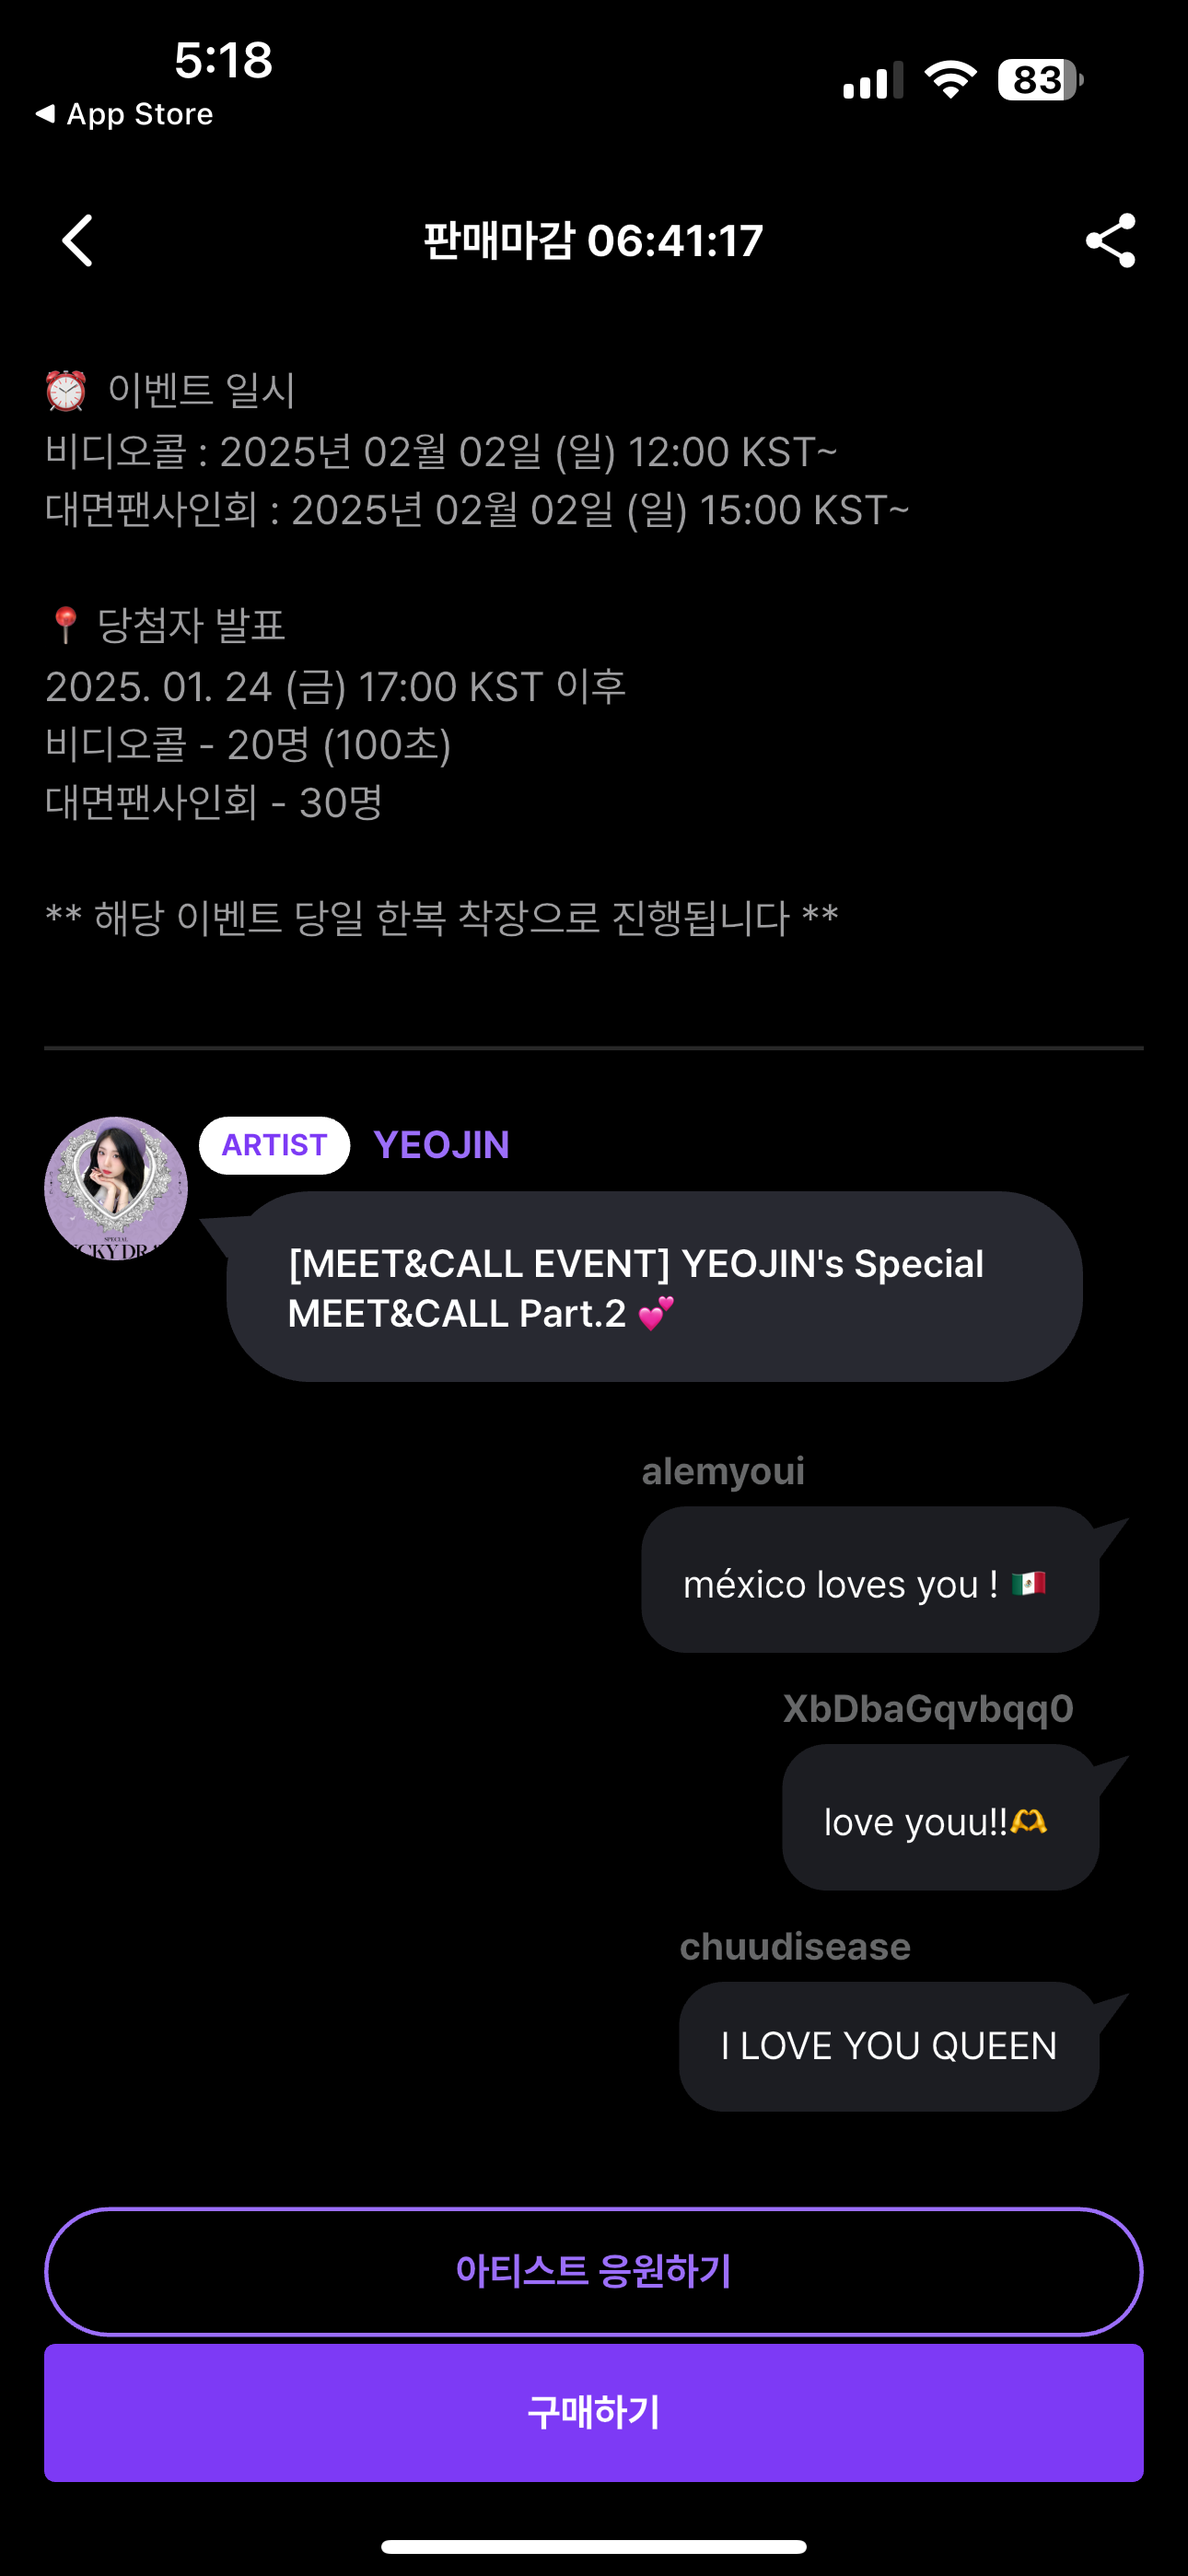 5:18
83
◀ App Store
판매마감 06:41:17
⏰ 이벤트 일시
비디오콜 : 2025년 02월 02일 (일) 12:00 KST~
대면팬사인회 : 2025년 02월 02일 (일) 15:00 KST~
📍 당첨자 발표
2025. 01. 24 (금) 17:00 KST 이후
비디오콜 - 20명 (100초)
대면팬사인회 - 30명
** 해당 이벤트 당일 한복 착장으로 진행됩니다 **
ARTIST YEOJIN
SPECIAL
[MEET&CALL EVENT] YEOJIN's Special
MEET&CALL Part.2 💕
alemyoui
méxico loves you ! 🇲🇽
XbDbaGqvbqq0
love youu!!🫶
chuudisease
I LOVE YOU QUEEN
아티스트 응원하기
구매하기